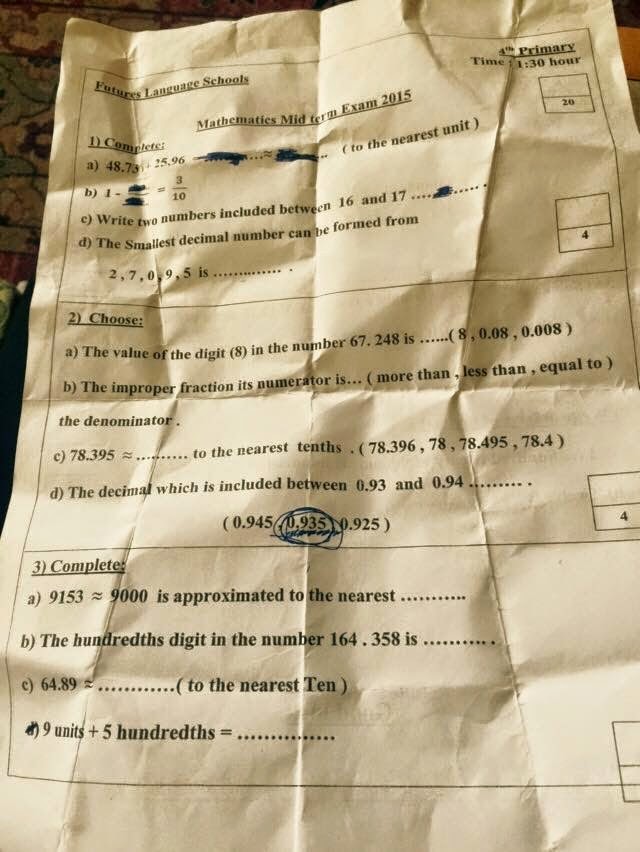 4th Primary
Futures Language Schools
Time : 1:30 hour
20
Mathematics Mid term Exam 2015
1) Complete:
a) 48.73 + 25.96 = ............ ≈ ............ ( to the nearest unit )
b) 1 - = 3/10
c) Write two numbers included between 16 and 17 ............
d) The Smallest decimal number can be formed from
2 , 7 , 0 , 9 , 5 is .............. .
4
2) Choose:
a) The value of the digit (8) in the number 67. 248 is ......( 8 , 0.08 , 0.008 )
b) The improper fraction its numerator is... ( more than , less than , equal to )
the denominator .
c) 78.395 ≈ .......... to the nearest tenths . ( 78.396 , 78 , 78.495 , 78.4 )
d) The decimal which is included between 0.93 and 0.94 ......... .
( 0.945 , 0.935 , 0.925 )
4
3) Complete:
a) 9153 ≈ 9000 is approximated to the nearest ...........
b) The hundredths digit in the number 164 . 358 is .......... .
c) 64.89 ≈ ............( to the nearest Ten )
d) 9 units + 5 hundredths = ...............